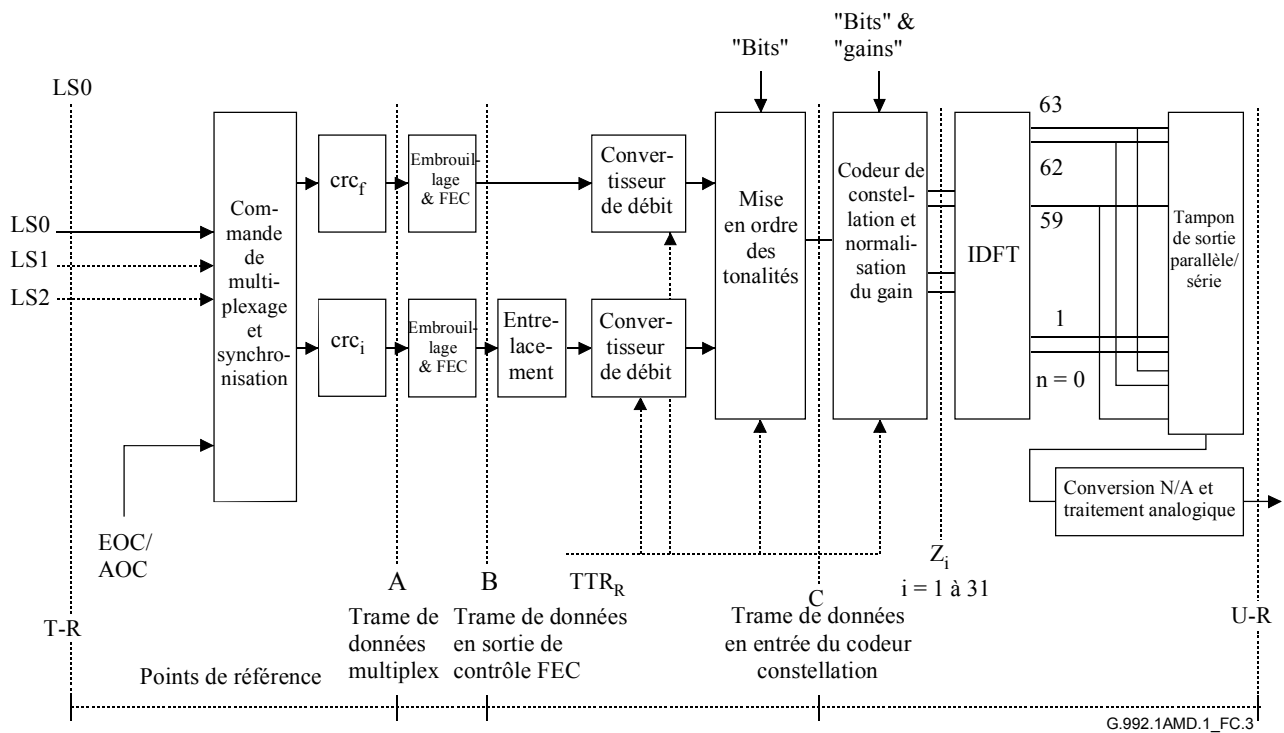 "Bits"
"Bits" &
"gains"
LS0
LS0
LS1
LS2
Com-
mande
de
multi-
plexage
et
synchro-
nisation
crc_f
crc_i
Embrouil-
lage
& FEC
Embrouil-
lage
& FEC
Entre-
lace-
ment
Conver-
tisseur
de débit
Conver-
tisseur
de débit
Mise
en ordre
des
tonalités
Codeur de
constel-
lation et
normali-
sation
du gain
IDFT
63
62
59
1
n = 0
Tampon
de sortie
parallèle/
série
Conversion N/A et
traitement analogique
EOC/
AOC
TTR_R
Z_i
i = 1 à 31
A
B
C
T-R
U-R
Trame de
données
multiplex
Trame de données
en sortie de
contrôle FEC
Trame de données
en entrée du codeur
constellation
Points de référence
G.992.1AMD.1_FC.3